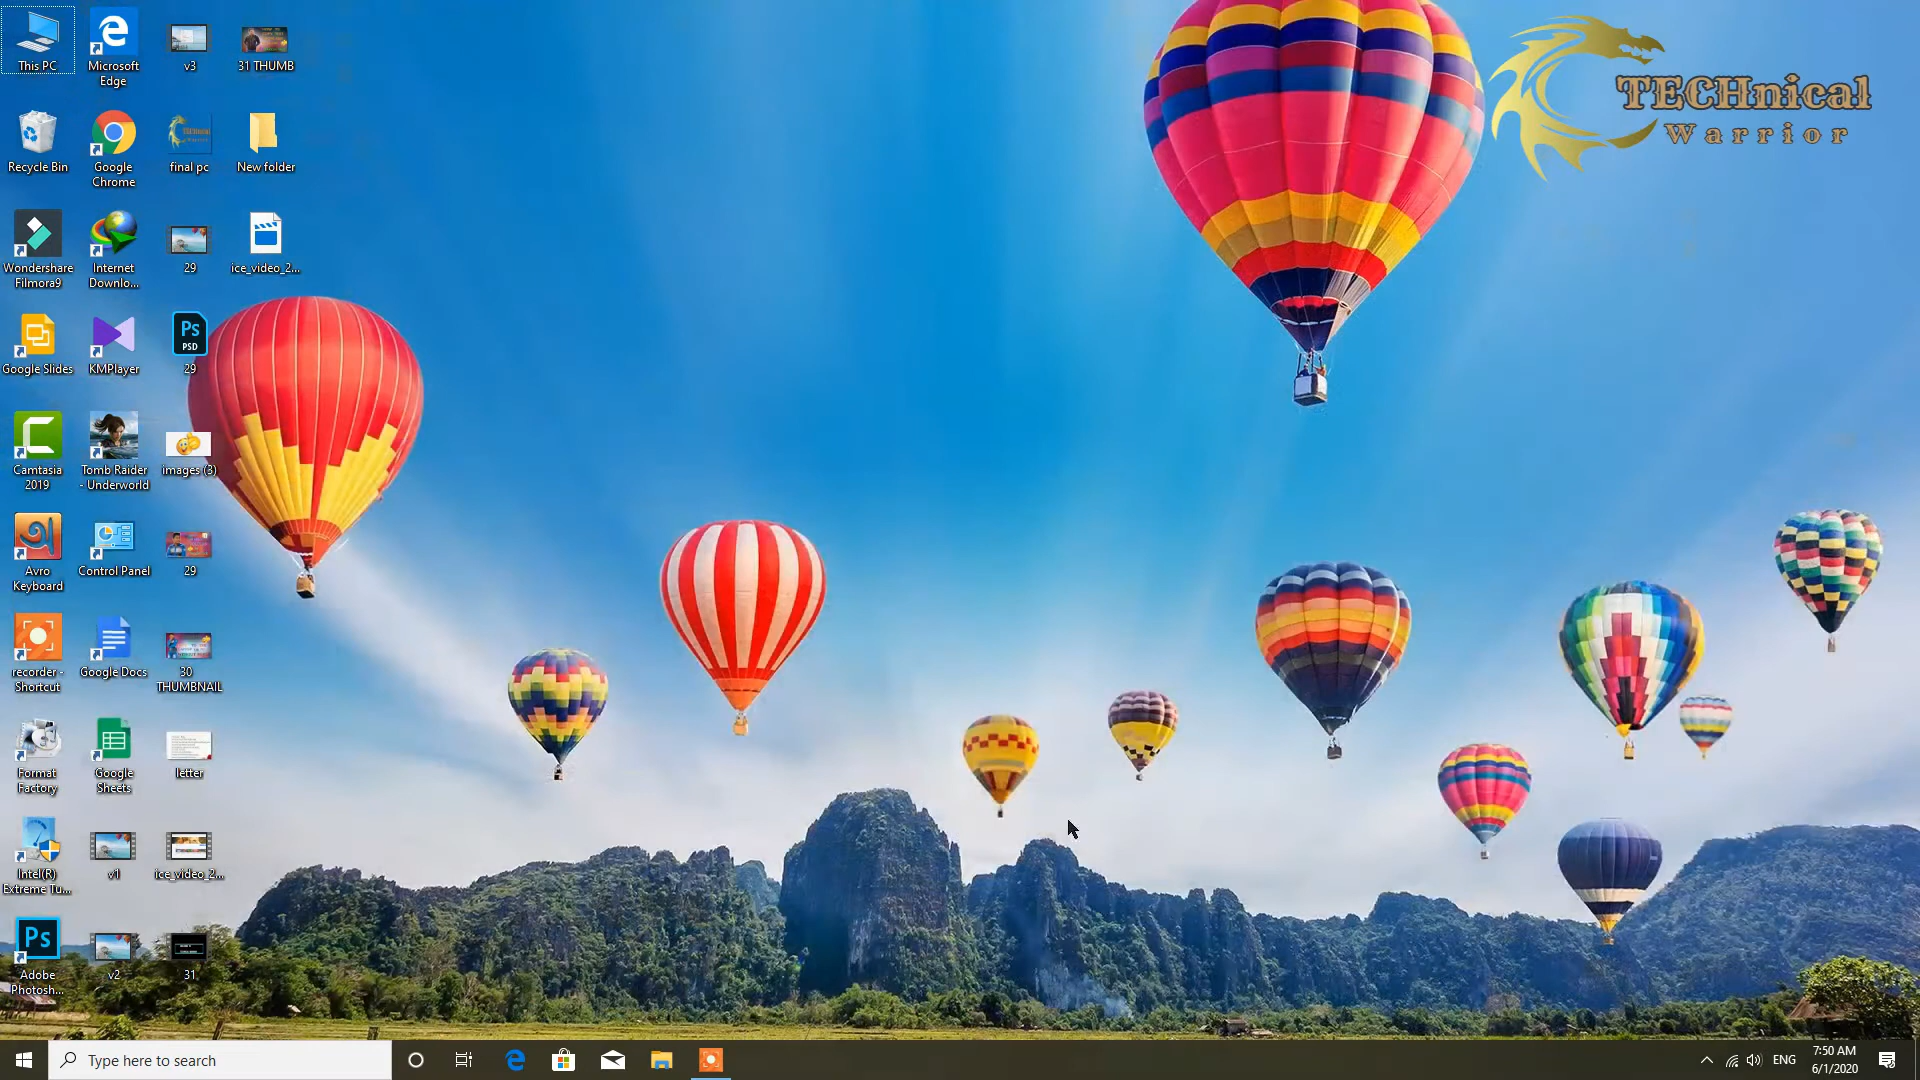 This PC
Microsoft
Edge
v3
31 THUMB
Recycle Bin
Google
Chrome
final pc
New folder
Wondershare
Filmora9
Internet
Downlo...
29
ice_video_2...
Google Slides
KMPlayer
Ps
PSD
29
Camtasia
2019
Tomb Raider
- Underworld
images (3)
অ
Avro
Keyboard
Control Panel
29
recorder -
Shortcut
Google Docs
30
THUMBNAIL
Format
Factory
Google
Sheets
letter
Intel(R)
Extreme Tu...
v1
ice_video_2...
Ps
Adobe
Photosh...
v2
31
TECHnical
Warrior
Type here to search
ENG
7:50 AM
6/1/2020